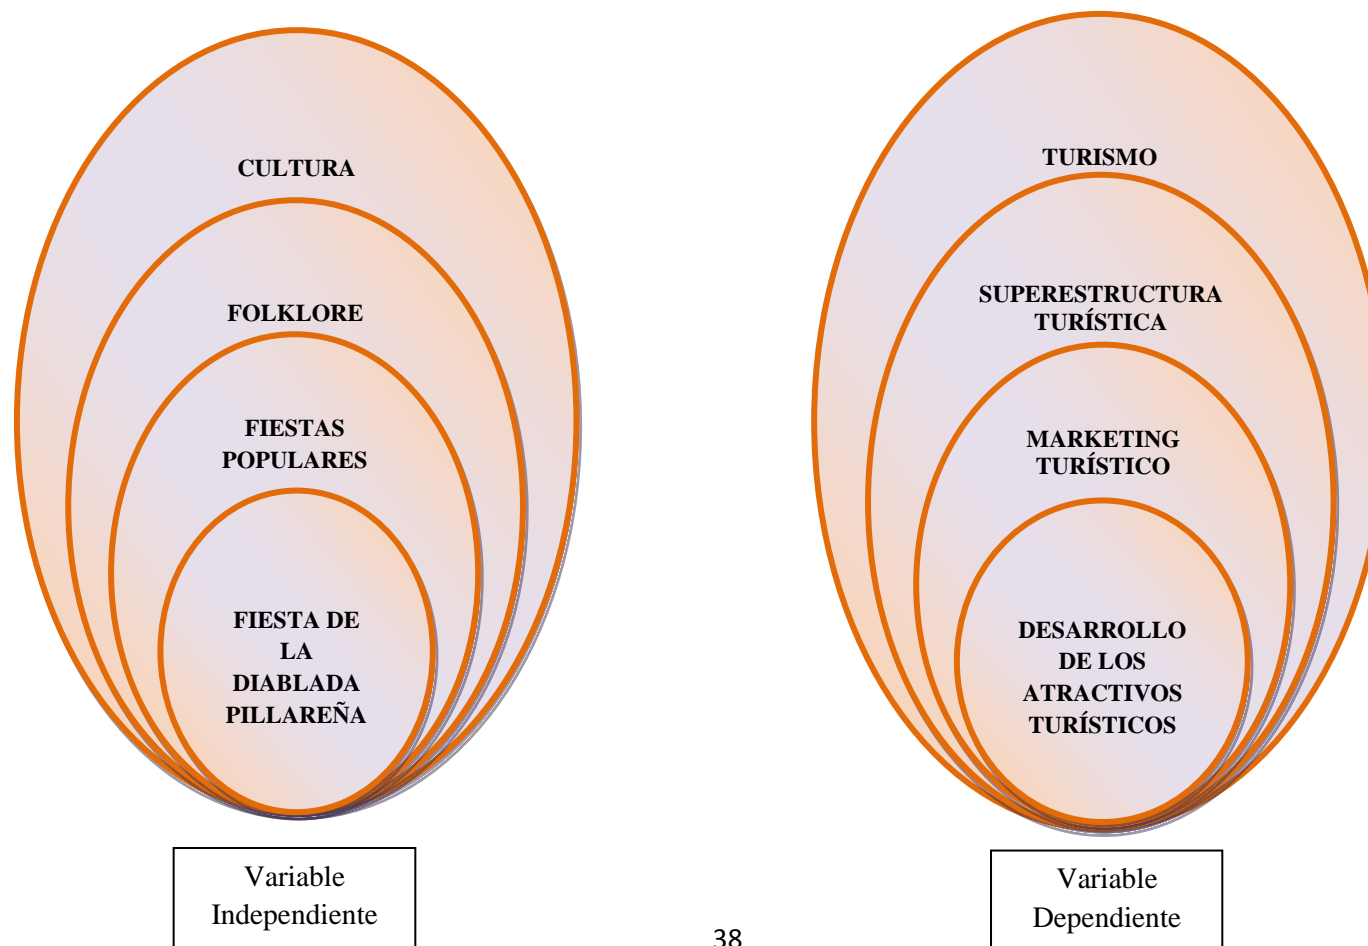 CULTURA
FOLKLORE
FIESTAS
POPULARES
FIESTA DE
LA
DIABLADA
PILLAREÑA
Variable
Independiente
TURISMO
SUPERESTRUCTURA
TURÍSTICA
MARKETING
TURÍSTICO
DESARROLLO
DE LOS
ATRACTIVOS
TURÍSTICOS
Variable
Dependiente
38